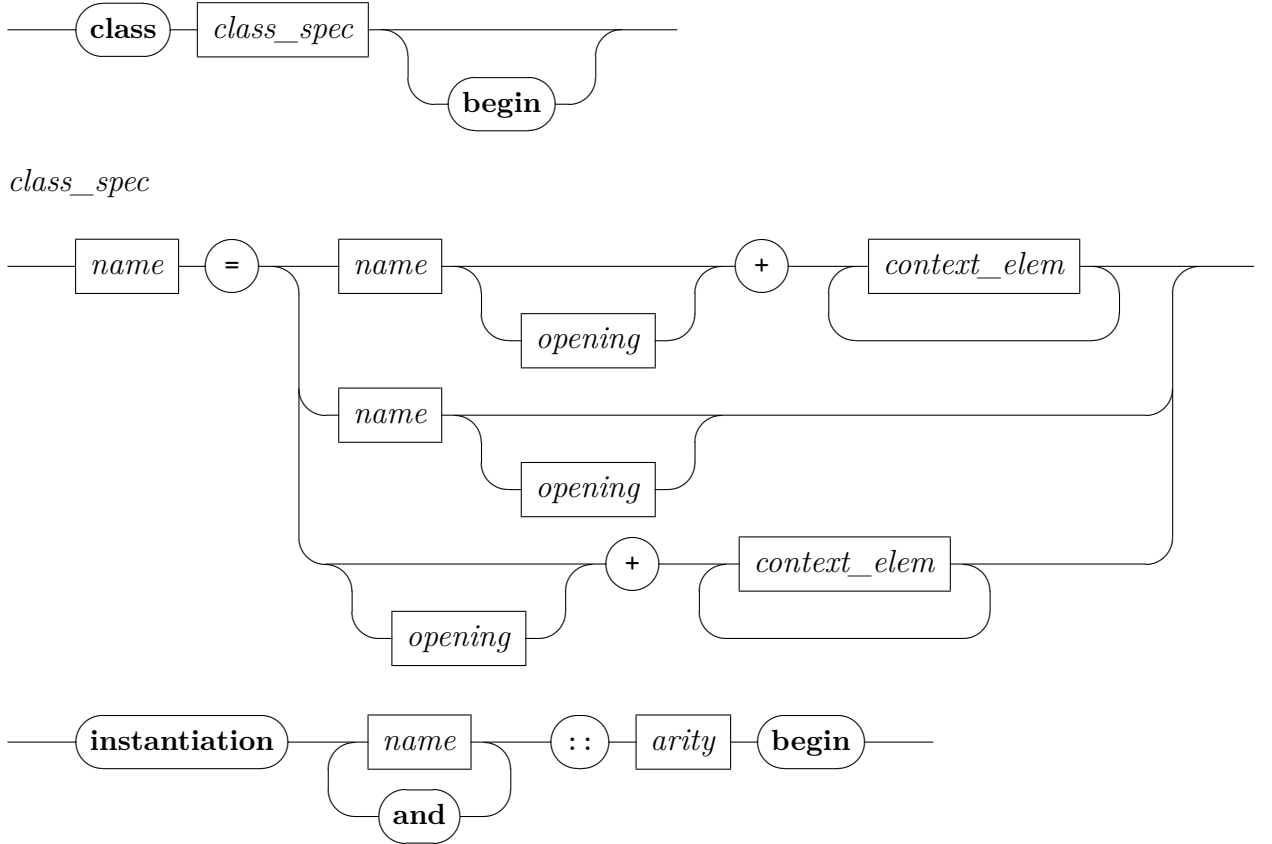 class class_spec
begin
class_spec
name = name + context_elem
opening
name
opening
+ context_elem
opening
instantiation name :: arity begin
and